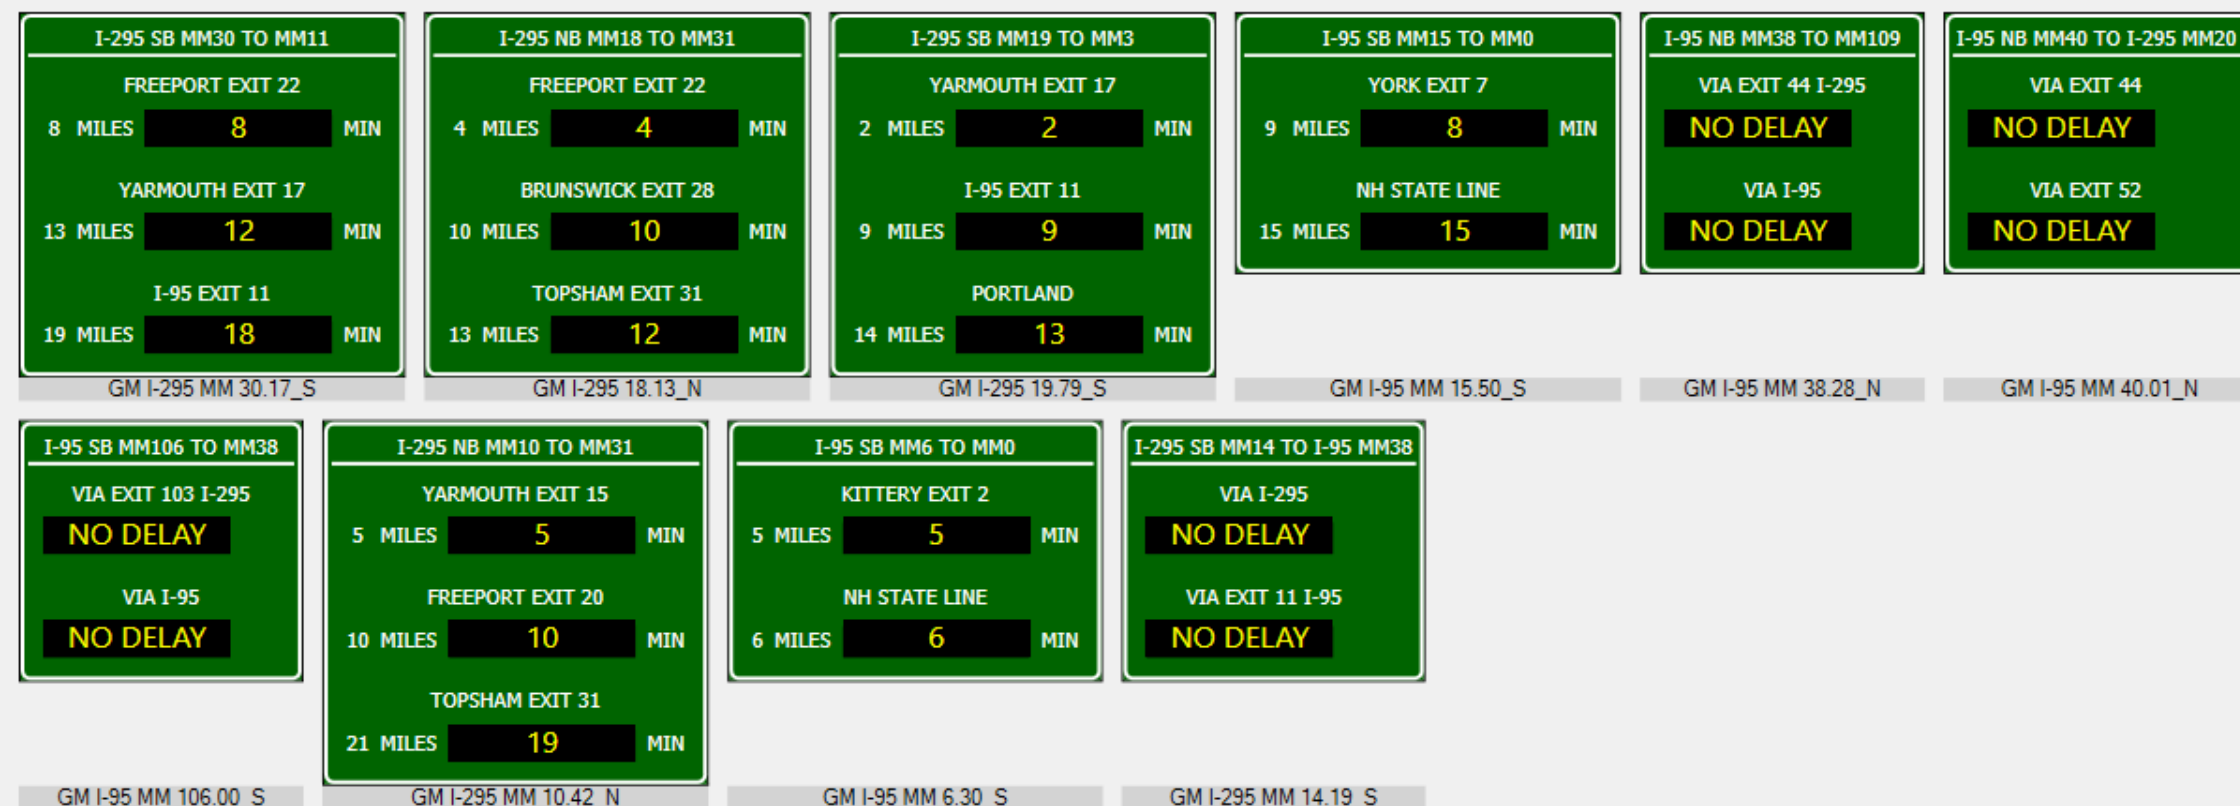 I-295 SB MM30 TO MM11
FREEPORT EXIT 22
8 MILES 8 MIN
YARMOUTH EXIT 17
13 MILES 12 MIN
I-95 EXIT 11
19 MILES 18 MIN
GM I-295 MM 30.17_S
I-295 NB MM18 TO MM31
FREEPORT EXIT 22
4 MILES 4 MIN
BRUNSWICK EXIT 28
10 MILES 10 MIN
TOPSHAM EXIT 31
13 MILES 12 MIN
GM I-295 18.13_N
I-295 SB MM19 TO MM3
YARMOUTH EXIT 17
2 MILES 2 MIN
I-95 EXIT 11
9 MILES 9 MIN
PORTLAND
14 MILES 13 MIN
GM I-295 19.79_S
I-95 SB MM15 TO MM0
YORK EXIT 7
9 MILES 8 MIN
NH STATE LINE
15 MILES 15 MIN
GM I-95 MM 15.50_S
I-95 NB MM38 TO MM109
VIA EXIT 44 I-295
NO DELAY
VIA I-95
NO DELAY
GM I-95 MM 38.28_N
I-95 NB MM40 TO I-295 MM20
VIA EXIT 44
NO DELAY
VIA EXIT 52
NO DELAY
GM I-95 MM 40.01_N
I-95 SB MM106 TO MM38
VIA EXIT 103 I-295
NO DELAY
VIA I-95
NO DELAY
GM I-95 MM 106.00_S
I-295 NB MM10 TO MM31
YARMOUTH EXIT 15
5 MILES 5 MIN
FREEPORT EXIT 20
10 MILES 10 MIN
TOPSHAM EXIT 31
21 MILES 19 MIN
GM I-295 MM 10.42_N
I-95 SB MM6 TO MM0
KITTERY EXIT 2
5 MILES 5 MIN
NH STATE LINE
6 MILES 6 MIN
GM I-95 MM 6.30_S
I-295 SB MM14 TO I-95 MM38
VIA I-295
NO DELAY
VIA EXIT 11 I-95
NO DELAY
GM I-295 MM 14.19_S